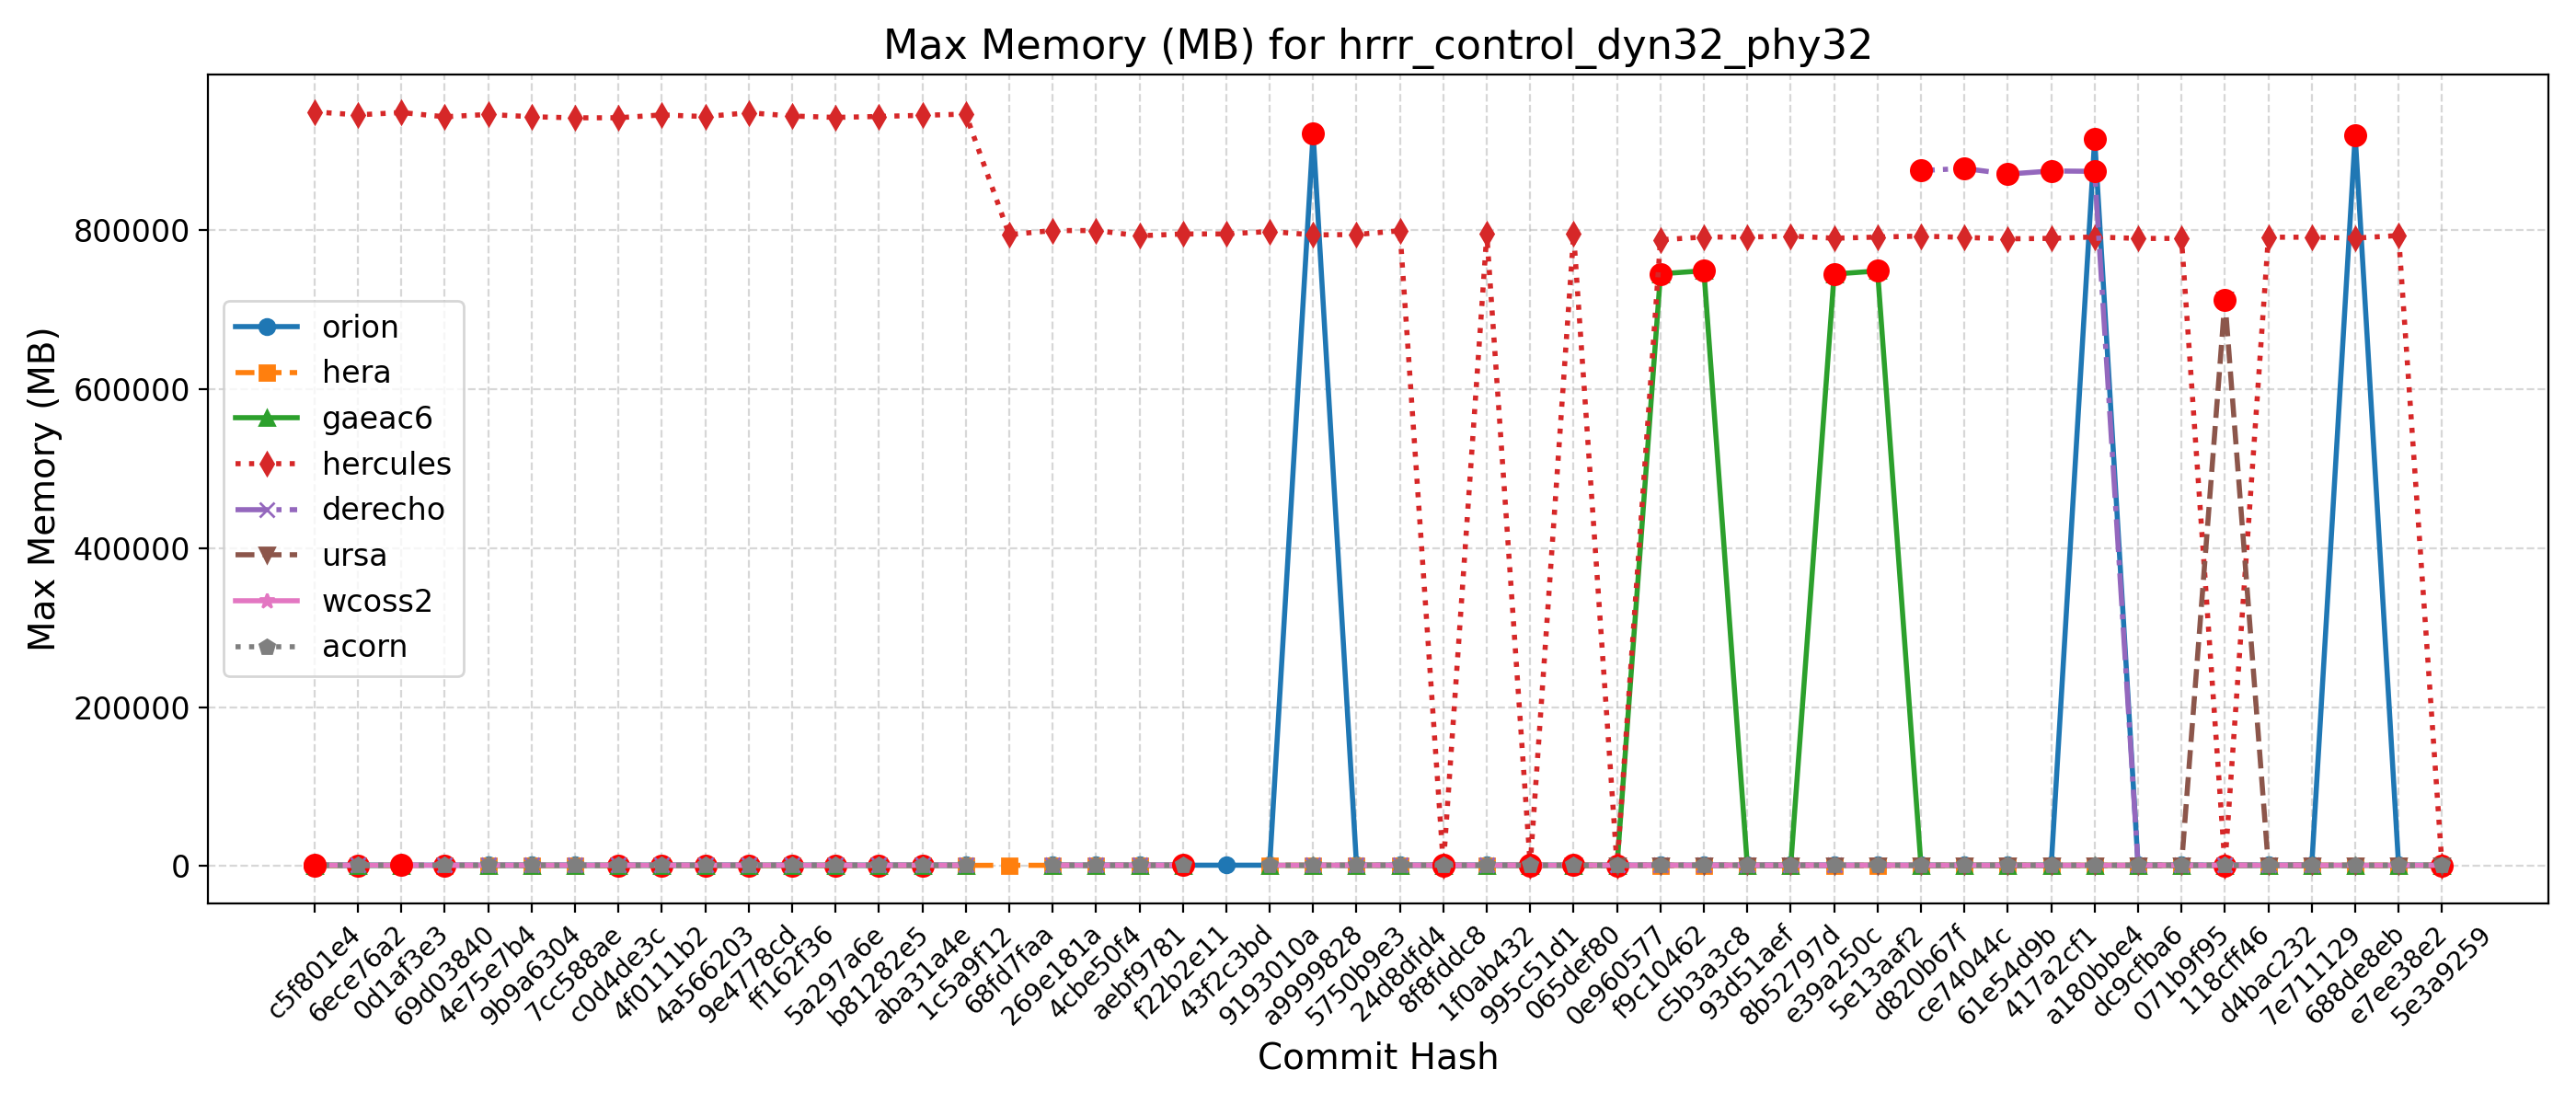 Max Memory (MB) for hrrr_control_dyn32_phy32
Max Memory (MB)
800000
600000
400000
200000
0
orion
hera
gaeac6
hercules
derecho
ursa
wcoss2
acorn
c5f801e4
6ece76a2
0d1af3e3
69d03840
4e75e7b4
9b9a6304
7cc588ae
c0d4de3c
4f0111b2
4a566203
9e4778cd
ff162f36
5a297a6e
b81282e5
aba31a4e
1c5a9f12
68fd7faa
269e181a
4cbe50f4
aebf9781
f22b2e11
43f2c3bd
9193010a
a9999828
5750b9e3
24d8dfd4
8f8fddc8
1f0ab432
995c51d1
065def80
0e960577
f9c10462
c5b3a3c8
93d51aef
8b52797d
e39a250c
5e13aaf2
d820b67f
ce74044c
61e54d9b
417a2cf1
a180bbe4
dc9cfba6
071b9f95
118cff46
d4bac232
7e711129
688de8eb
e7ee38e2
5e3a9259
Commit Hash